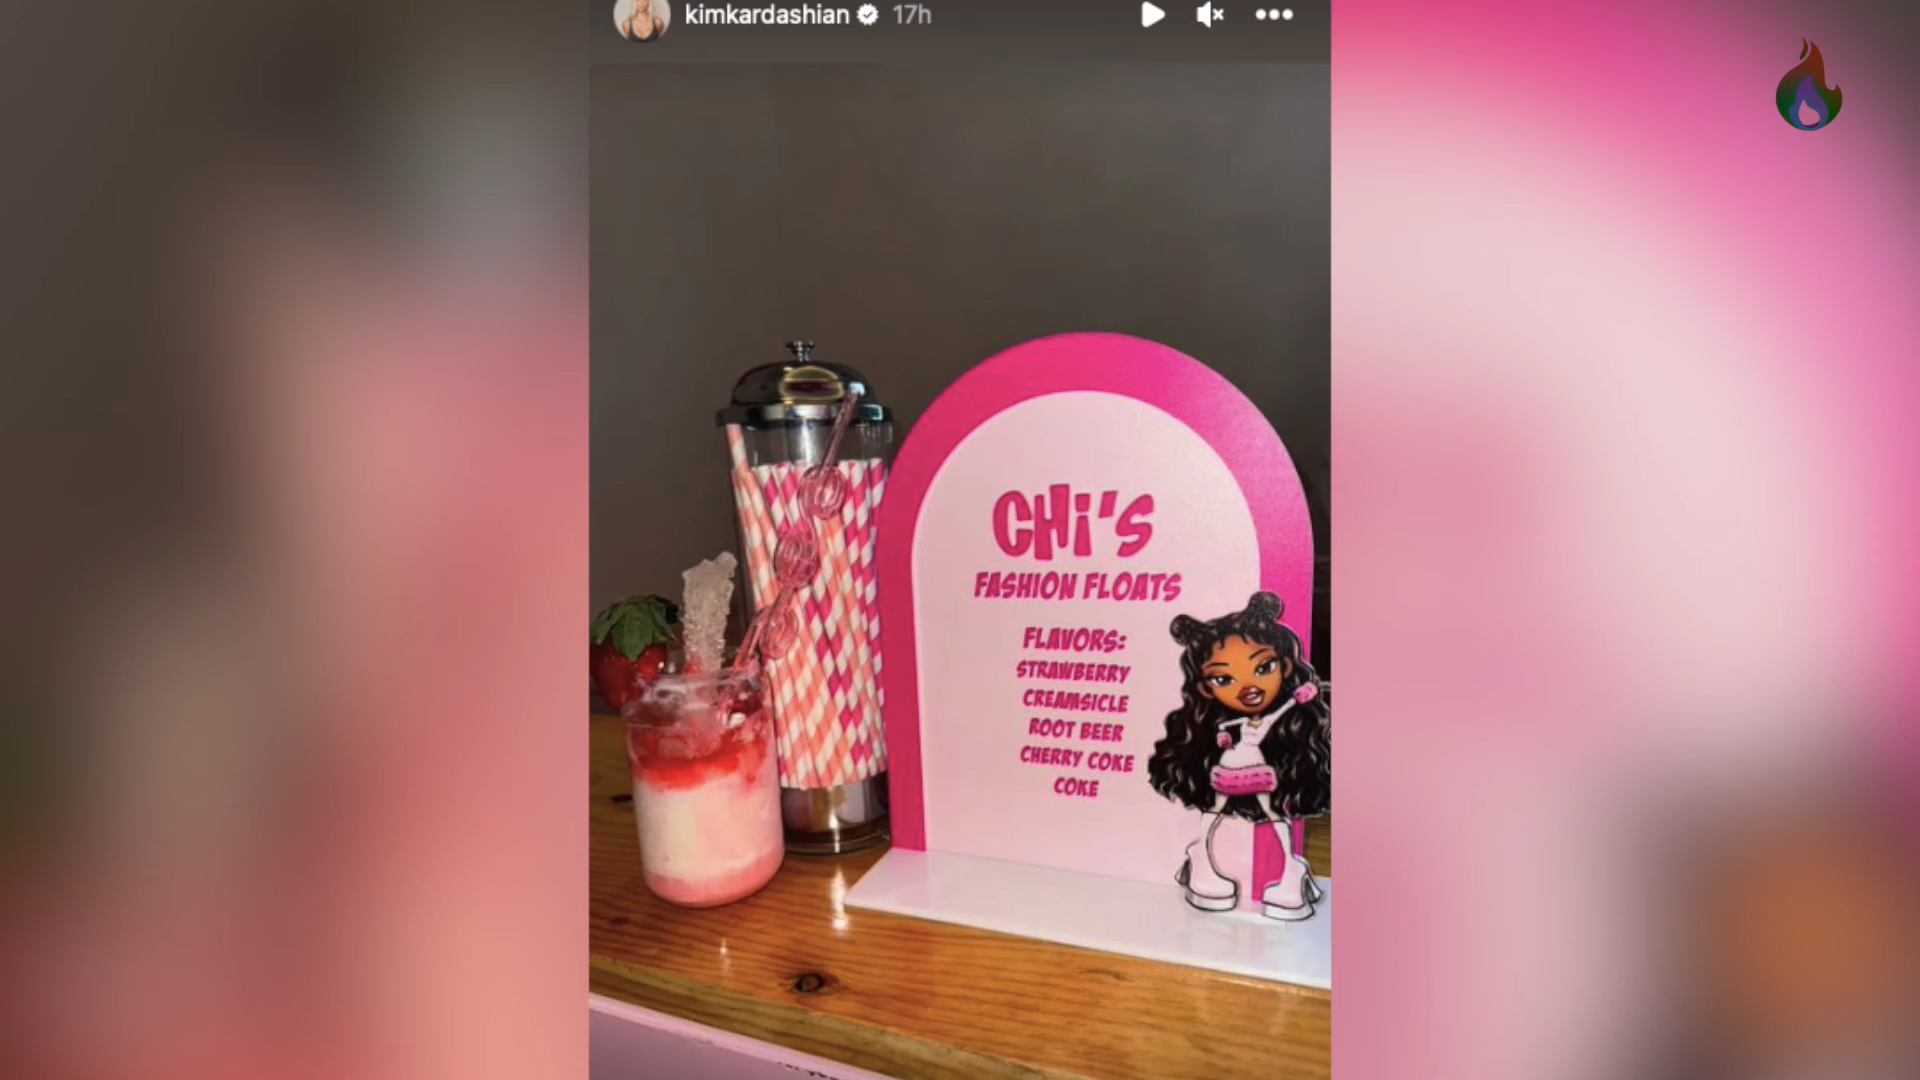 kimkardashian 17h
CHi'S
FASHION FLOATS
FLAVORS:
STRAWBERRY
CREAMSICLE
ROOT BEER
CHERRY COKE
COKE